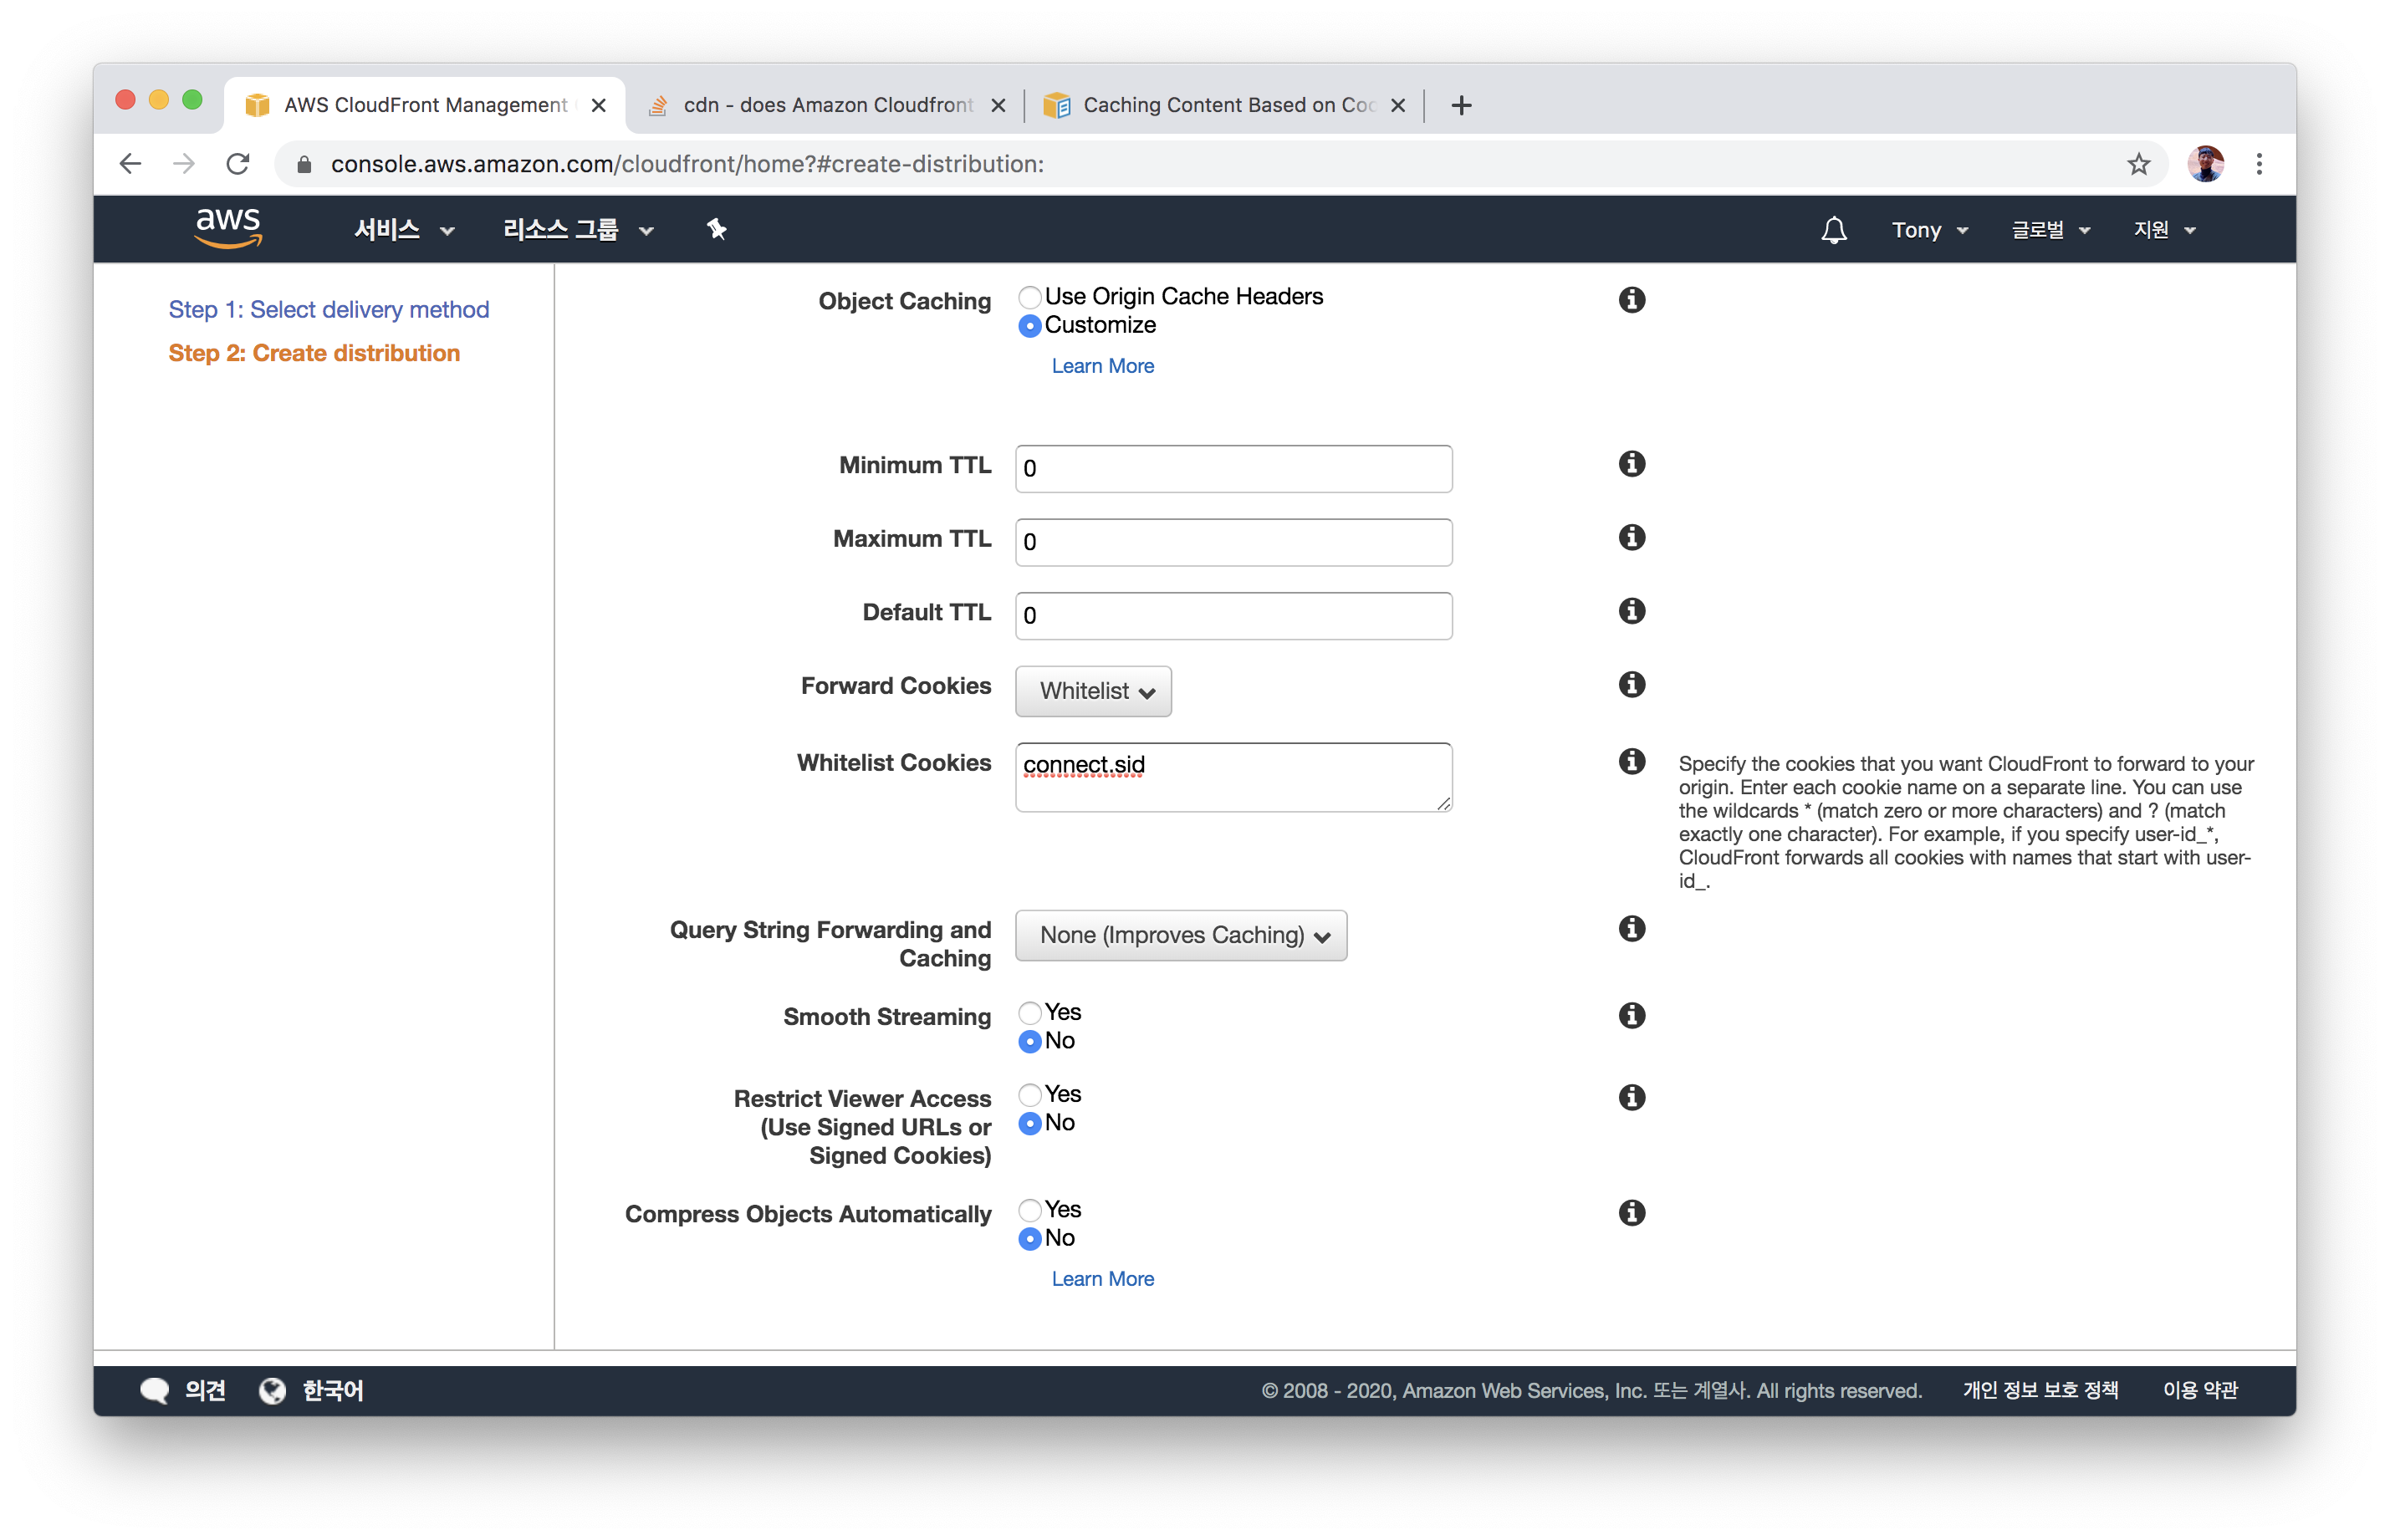 AWS CloudFront Management
cdn - does Amazon Cloudfront
Caching Content Based on Coo
console.aws.amazon.com/cloudfront/home?#create-distribution:
aws 서비스 리소스 그룹 Tony 글로벌 지원
Step 1: Select delivery method
Step 2: Create distribution
Object Caching
Use Origin Cache Headers
Customize
Learn More
Minimum TTL
0
Maximum TTL
0
Default TTL
0
Forward Cookies
Whitelist
Whitelist Cookies
connect.sid
Specify the cookies that you want CloudFront to forward to your
origin. Enter each cookie name on a separate line. You can use
the wildcards * (match zero or more characters) and ? (match
exactly one character). For example, if you specify user-id_*,
CloudFront forwards all cookies with names that start with user-
id_.
Query String Forwarding and
Caching
None (Improves Caching)
Smooth Streaming
Yes
No
Restrict Viewer Access
(Use Signed URLs or
Signed Cookies)
Yes
No
Compress Objects Automatically
Yes
No
Learn More
의견 한국어
© 2008 - 2020, Amazon Web Services, Inc. 또는 계열사. All rights reserved. 개인 정보 보호 정책 이용 약관